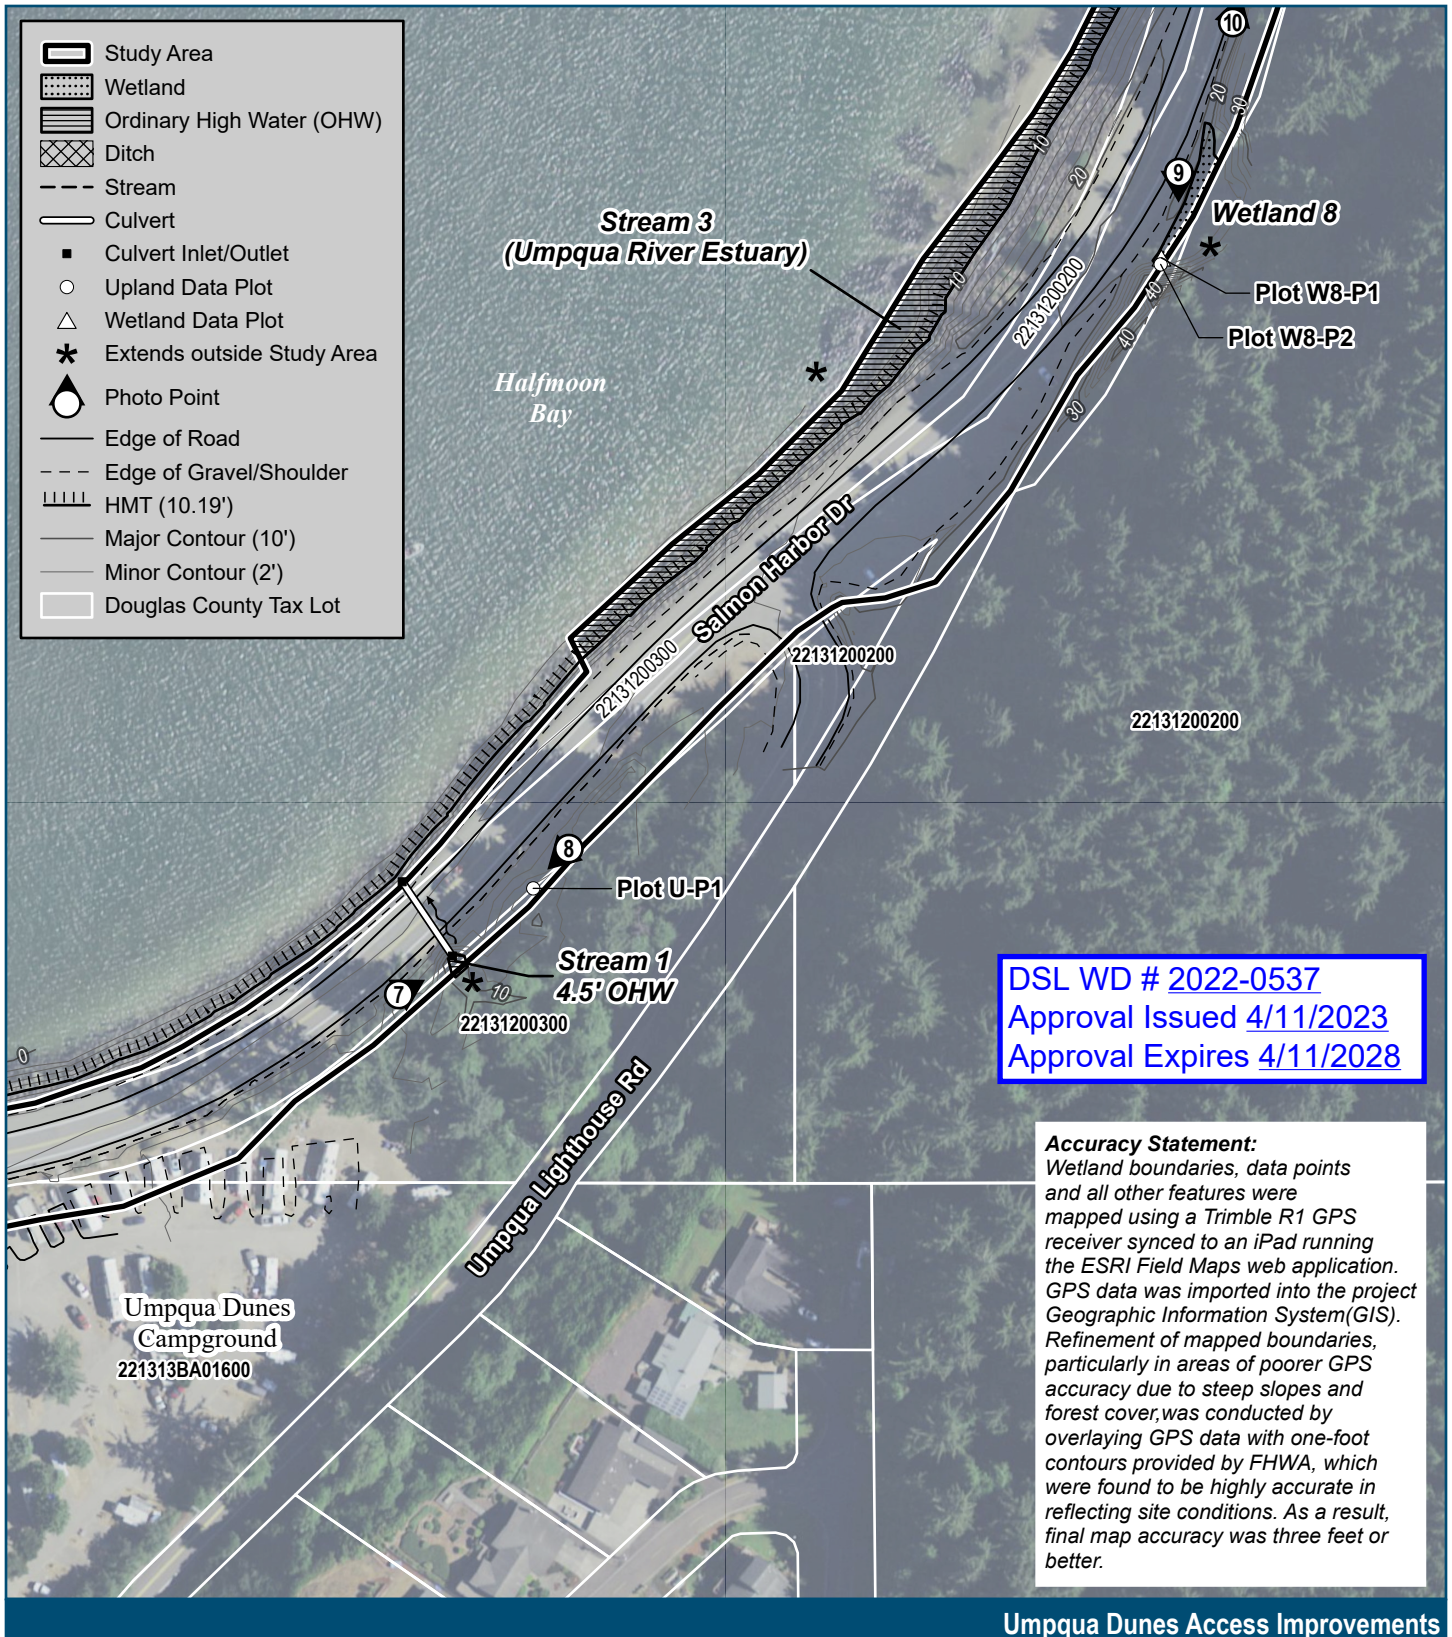 Study Area
Wetland
Ordinary High Water (OHW)
Ditch
Stream
Culvert
Culvert Inlet/Outlet
Upland Data Plot
Wetland Data Plot
Extends outside Study Area
Photo Point
Edge of Road
Edge of Gravel/Shoulder
HMT (10.19')
Major Contour (10')
Minor Contour (2')
Douglas County Tax Lot
10
20
30
9
Wetland 8
*
Stream 3
(Umpqua River Estuary)
10
20
10
22131200200
40
40
30
Plot W8-P1
Plot W8-P2
*
Halfmoon
Bay
Salmon Harbor Dr
22131200300
22131200200
22131200200
8
Plot U-P1
Stream 1
4.5' OHW
*
7
10
22131200300
0
DSL WD # 2022-0537
Approval Issued 4/11/2023
Approval Expires 4/11/2028
Umpqua Lighthouse Rd
Umpqua Dunes
Campground
221313BA01600
Accuracy Statement:
Wetland boundaries, data points
and all other features were
mapped using a Trimble R1 GPS
receiver synced to an iPad running
the ESRI Field Maps web application.
GPS data was imported into the project
Geographic Information System(GIS).
Refinement of mapped boundaries,
particularly in areas of poorer GPS
accuracy due to steep slopes and
forest cover,was conducted by
overlaying GPS data with one-foot
contours provided by FHWA, which
were found to be highly accurate in
reflecting site conditions. As a result,
final map accuracy was three feet or
better.
Umpqua Dunes Access Improvements